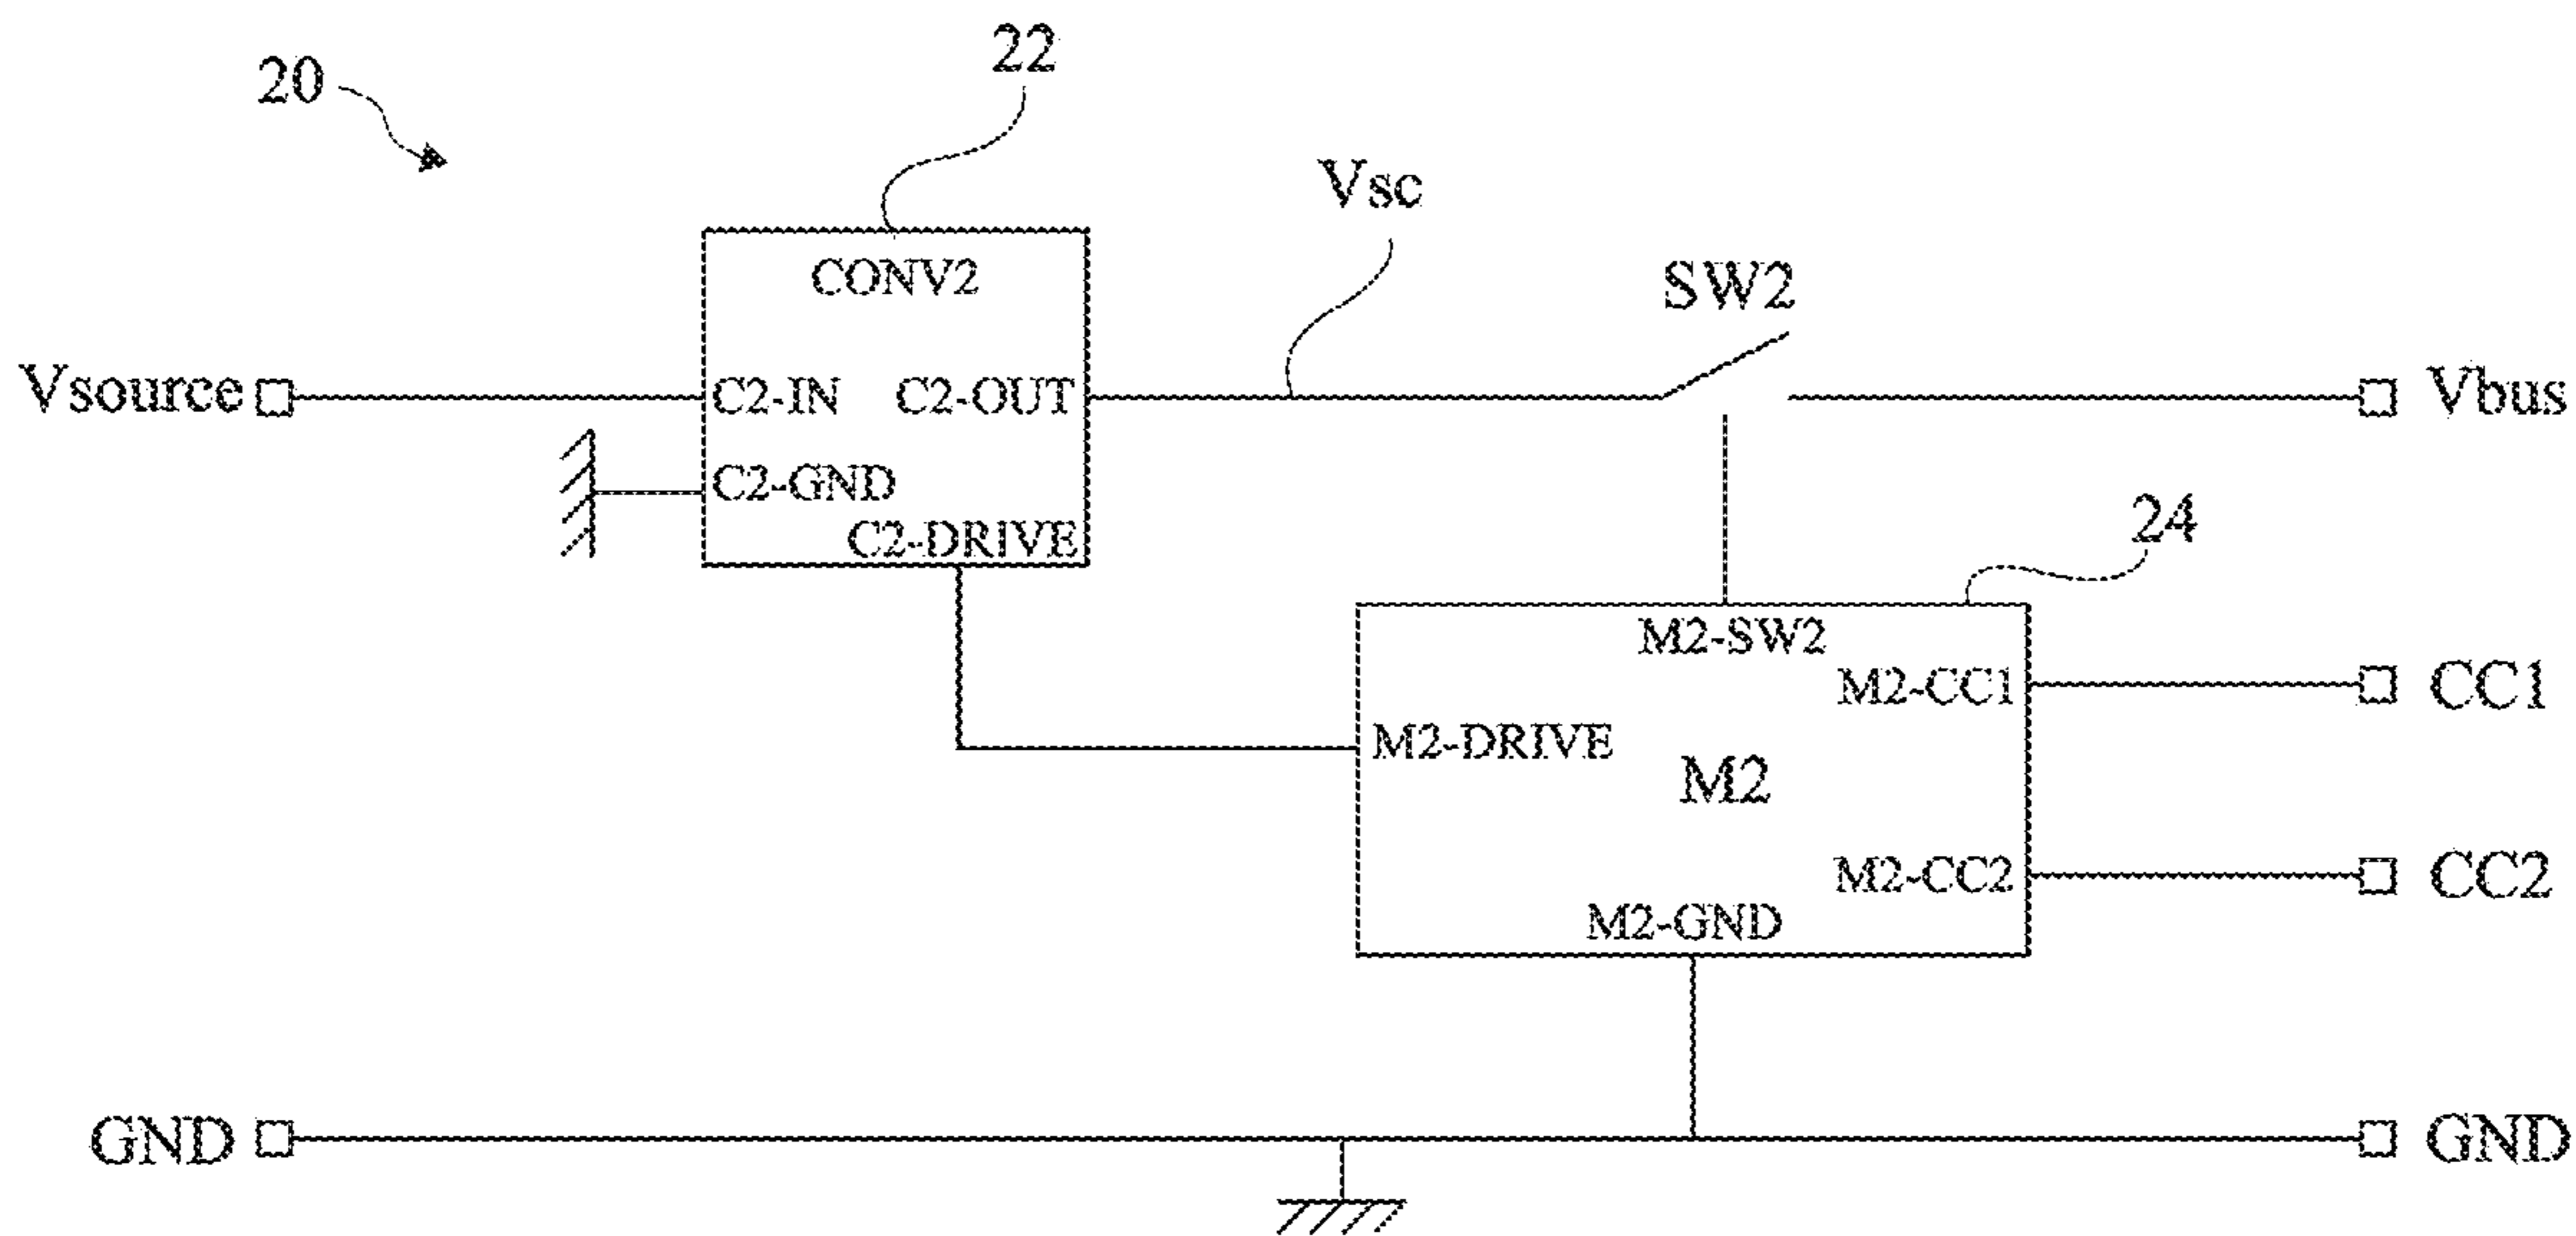 20
22
Vsc
SW2
CONV2
Vsource
C2-IN
C2-OUT
Vbus
C2-GND
C2-DRIVE
24
M2-SW2
M2-CC1
CC1
M2-DRIVE
M2
M2-CC2
CC2
M2-GND
GND
GND